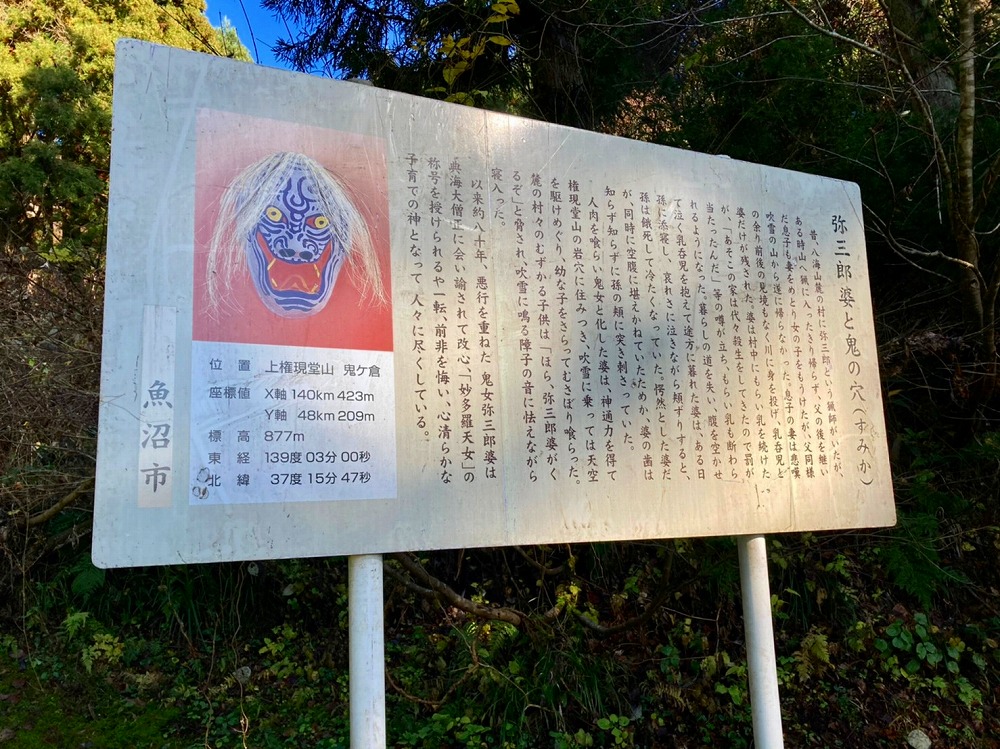 弥三郎婆と鬼の穴(すみか)
昔、八海山麓の村に弥三郎という猟師がいたが、
ある時山へ猟に入ったきり帰らず、父の後を継い
だ息子も妻をめとり女の子をもうけたが、父同様
吹雪の山から遂に帰らなかった。息子の妻は悲嘆
の余り前後の見境もなく川に身を投げ、乳呑児と
婆だけが残された。婆は村中にもらい乳を続けた
が、「あそこの家は代々殺生をしてきたので罰が
当たったんだ」等の噂が立ち、もらい乳も断わら
れるようになった。暮らしの道を失い、腹を空かせ
て泣く乳呑児を抱えて途方に暮れた婆は、ある日
孫に添寝し、哀れさに泣きながら頬ずりすると、
孫は餓死して冷たくなっていた。愕然とした婆だ
が、同時に空腹に堪えかねていたためか、婆の歯は
知らず知らずに孫の頬に突き刺さっていた。
人肉を喰らい鬼女と化した婆は、神通力を得て
権現堂山の岩穴に住みつき、吹雪に乗っては天空
を駆けめぐり、幼な子をさらってむさぼり喰らった。
麓の村々のむずかる子供は「ほら、弥三郎婆がく
るぞ」と脅され、吹雪に鳴る障子の音に怯えながら
寝入った。
以来約八十年、悪行を重ねた鬼女弥三郎婆は
典海大僧正に会い諭されて改心、「妙多羅天女」の
称号を授けられるや一転、前非を悔い、心清らかな
子育ての神となって人々に尽くしている。
位 置 上権現堂山 鬼ケ倉
座標値 X軸 140km 423m
Y軸 48km 209m
標 高 877m
東 経 139度 03分 00秒
北 緯 37度 15分 47秒
魚沼市